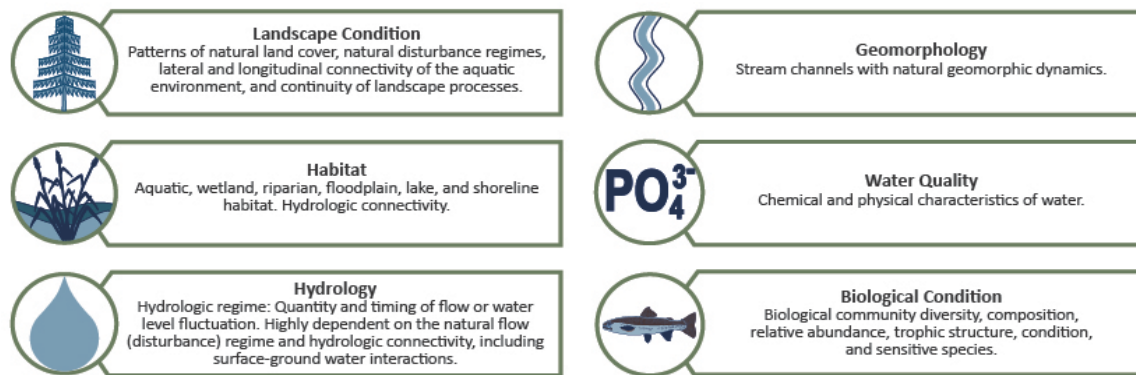 Landscape Condition
Patterns of natural land cover, natural disturbance regimes,
lateral and longitudinal connectivity of the aquatic
environment, and continuity of landscape processes.
Geomorphology
Stream channels with natural geomorphic dynamics.
Habitat
Aquatic, wetland, riparian, floodplain, lake, and shoreline
habitat. Hydrologic connectivity.
PO₄³⁻
Water Quality
Chemical and physical characteristics of water.
Hydrology
Hydrologic regime: Quantity and timing of flow or water
level fluctuation. Highly dependent on the natural flow
(disturbance) regime and hydrologic connectivity, including
surface-ground water interactions.
Biological Condition
Biological community diversity, composition,
relative abundance, trophic structure, condition,
and sensitive species.